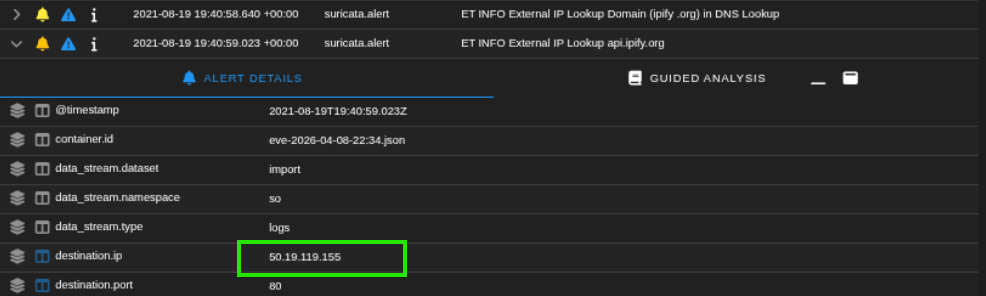 2021-08-19 19:40:58.640 +00:00 suricata.alert ET INFO External IP Lookup Domain (ipify .org) in DNS Lookup
2021-08-19 19:40:59.023 +00:00 suricata.alert ET INFO External IP Lookup api.ipify.org
ALERT DETAILS GUIDED ANALYSIS
@timestamp 2021-08-19T19:40:59.023Z
container.id eve-2026-04-08-22:34.json
data_stream.dataset import
data_stream.namespace so
data_stream.type logs
destination.ip 50.19.119.155
destination.port 80